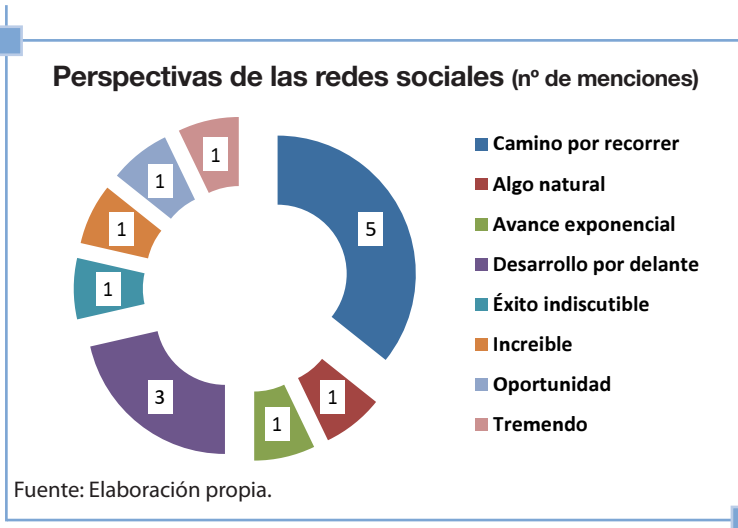 Perspectivas de las redes sociales (nº de menciones)
1
1
5
1
1
3
1
1
Camino por recorrer
Algo natural
Avance exponencial
Desarrollo por delante
Éxito indiscutible
Increible
Oportunidad
Tremendo
Fuente: Elaboración propia.